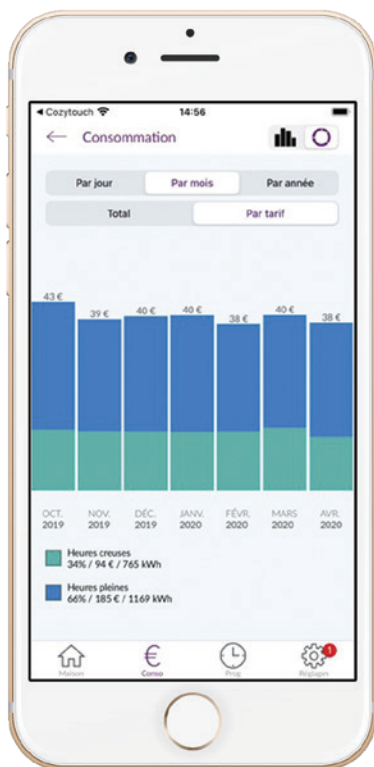 Cozytouch
14:56
Consommation
Par jour Par mois Par année
Total Par tarif
43 € 39 € 40 € 40 € 38 € 40 € 38 €
OCT. NOV. DÉC. JANV. FÉVR. MARS AVR.
2019 2019 2019 2020 2020 2020 2020
Heures creuses
34% / 94 € / 765 kWh
Heures pleines
66% / 185 € / 1169 kWh
1
Maison Conso Prog Réglages